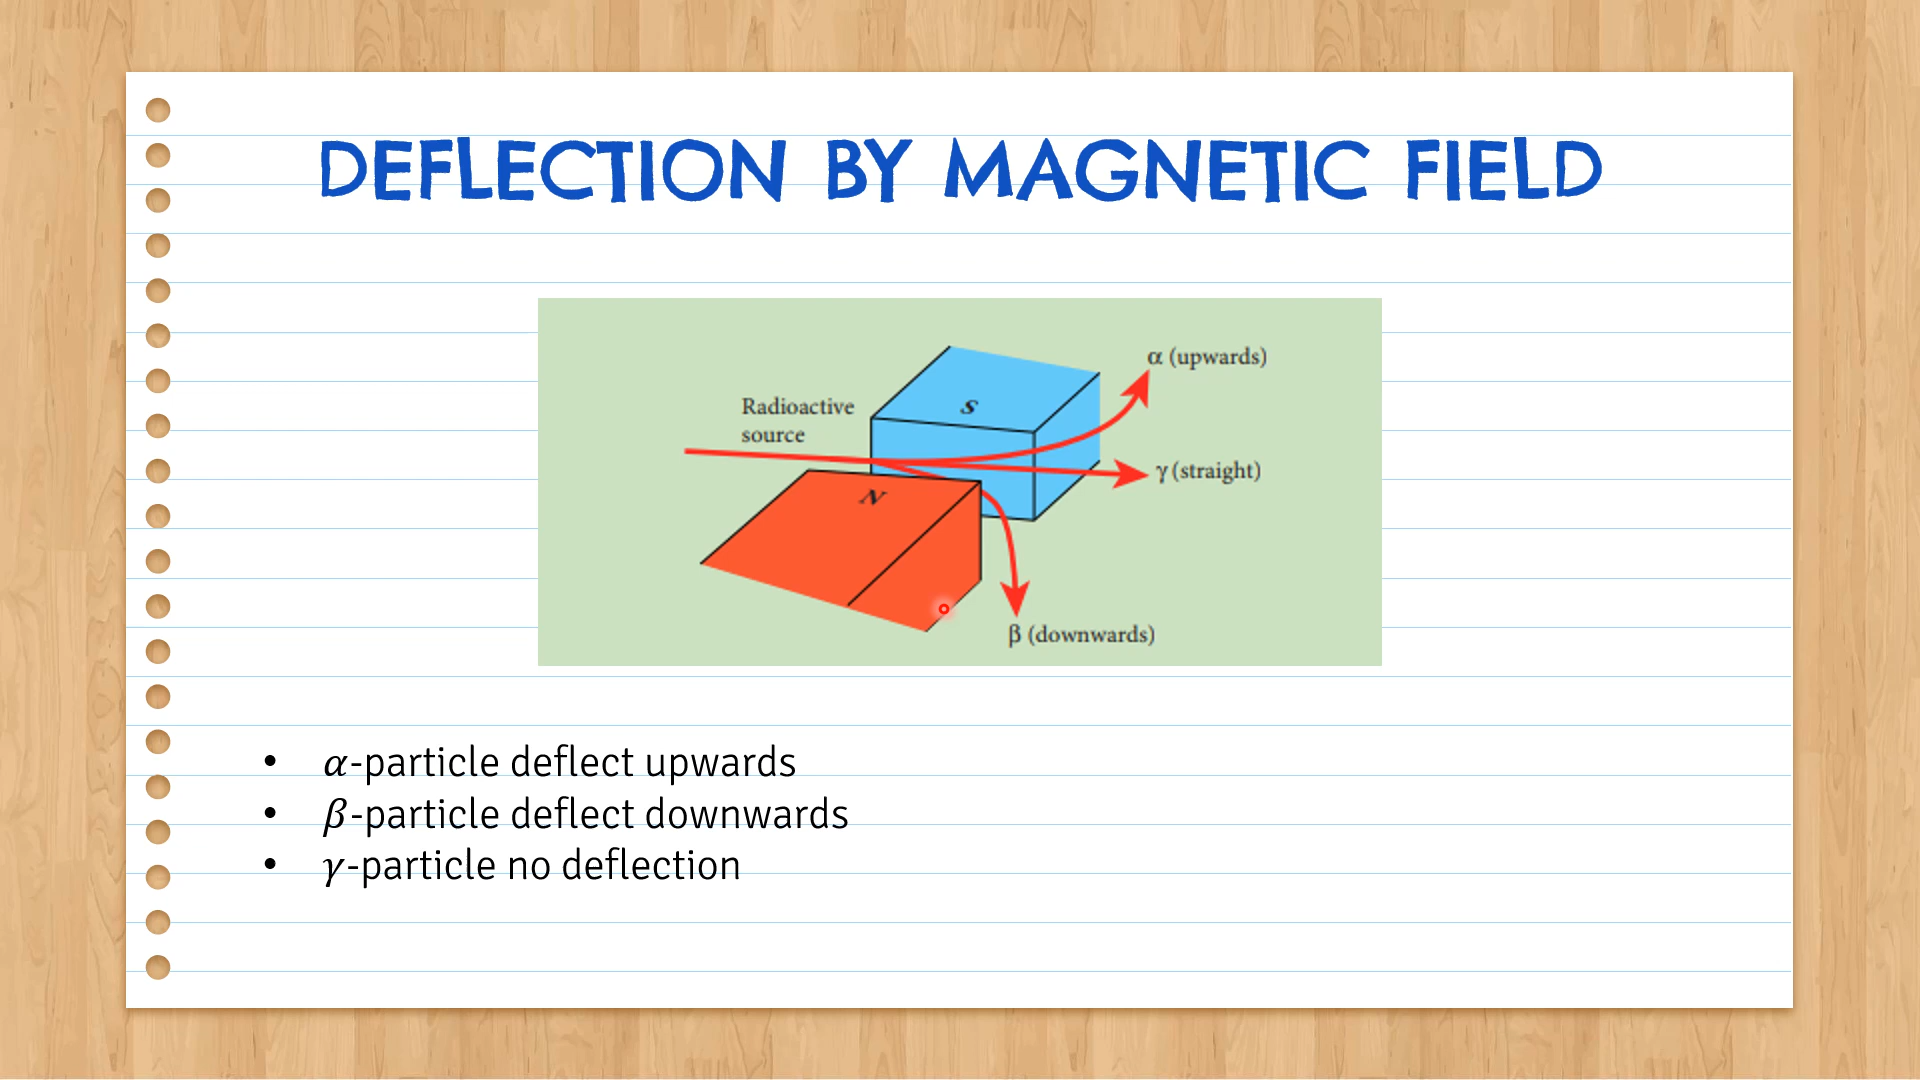 DEFLECTION BY MAGNETIC FIELD
α (upwards)
S
Radioactive
source
γ (straight)
N
β (downwards)
• α-particle deflect upwards
• β-particle deflect downwards
• γ-particle no deflection